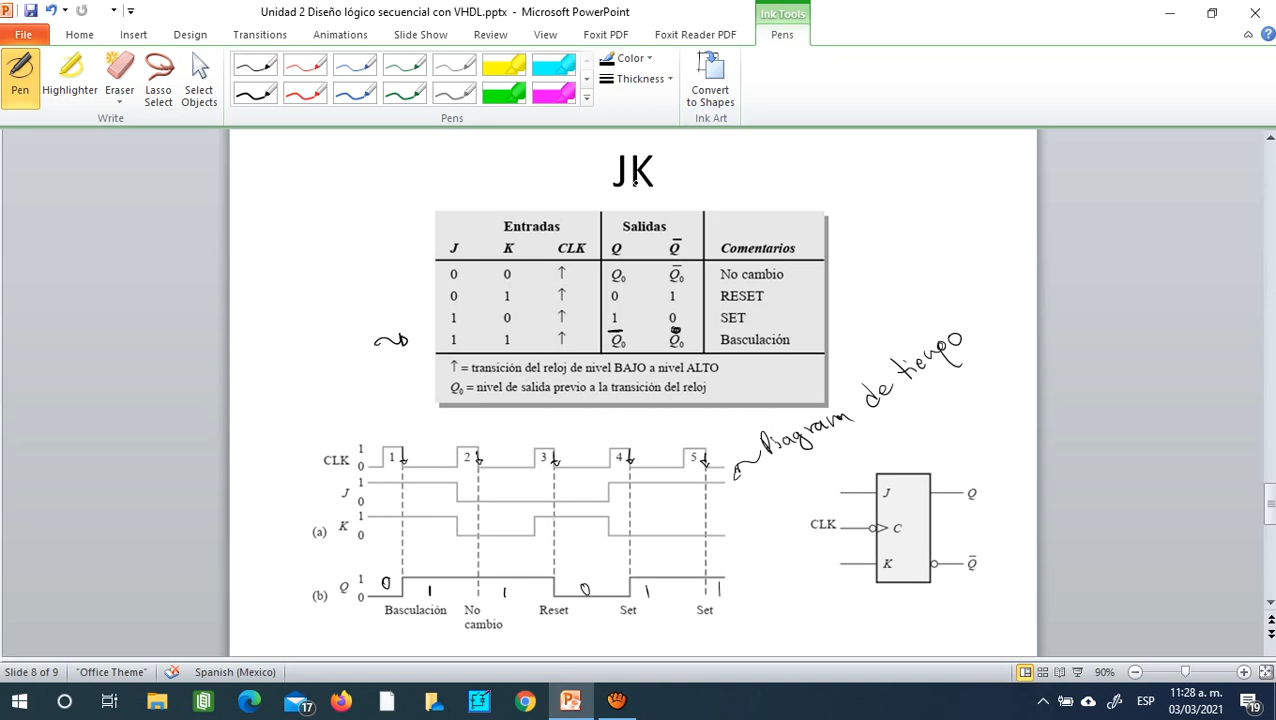 Unidad 2 Diseño lógico secuencial con VHDL.pptx - Microsoft PowerPoint
Ink Tools
File Home Insert Design Transitions Animations Slide Show Review View Foxit PDF Foxit Reader PDF Pens
Pen Highlighter Eraser Lasso Select Select Objects
Color
Thickness
Convert to Shapes
Write Pens Ink Art
JK
Entradas Salidas
J K CLK Q Q̅ Comentarios
0 0 ↑ Q₀ Q̅₀ No cambio
0 1 ↑ 0 1 RESET
1 0 ↑ 1 0 SET
1 1 ↑ Q̅₀ Q₀ Basculación
↑ = transición del reloj de nivel BAJO a nivel ALTO
Q₀ = nivel de salida previo a la transición del reloj
Diagram de tiempo
CLK 1 0 1 2 3 4 5
J 1 0
(a) K 1 0
(b) Q 1 0 0 1 1 0 1 1
Basculación No cambio Reset Set Set
J Q
CLK C
K Q̅
Slide 8 of 9 "Office Theme" Spanish (Mexico) 90%
17
ESP
11:28 a. m.
03/03/2021
19